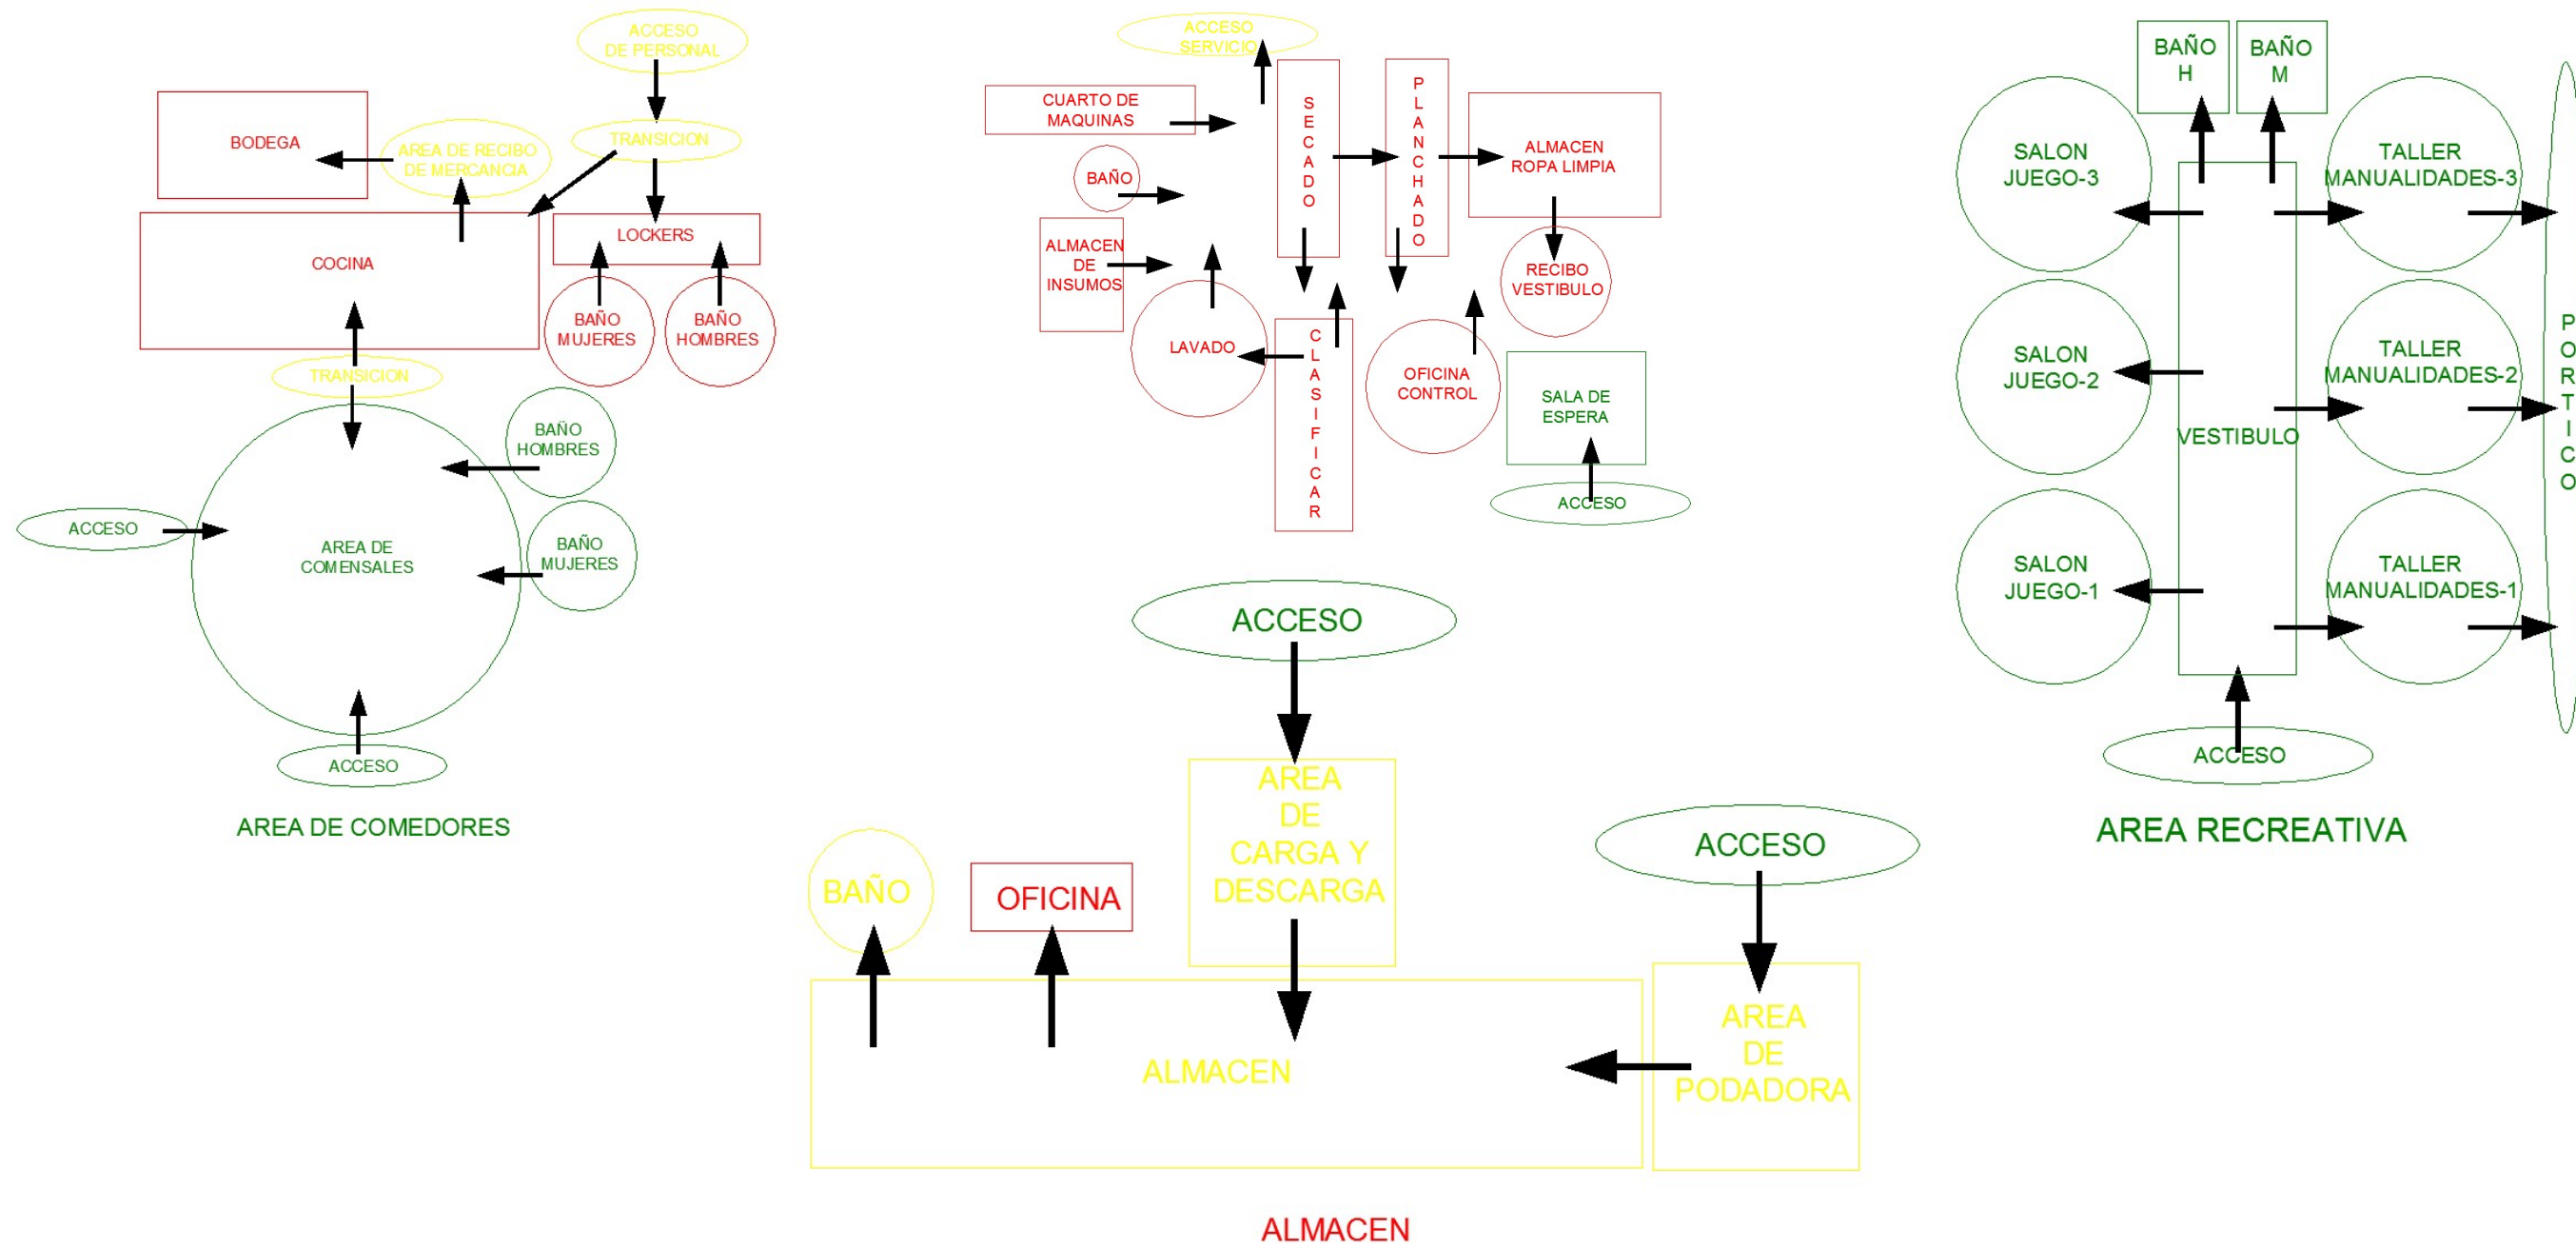 ACCESO
DE PERSONAL
TRANSICION
BODEGA
AREA DE RECIBO
DE MERCANCIA
LOCKERS
COCINA
BAÑO
MUJERES
BAÑO
HOMBRES
TRANSICION
BAÑO
HOMBRES
ACCESO
AREA DE
COMENSALES
BAÑO
MUJERES
ACCESO
AREA DE COMEDORES
ACCESO
SERVICIO
CUARTO DE
MAQUINAS
SECADO
PLANCHADO
ALMACEN
ROPA LIMPIA
BAÑO
ALMACEN
DE
INSUMOS
RECIBO
VESTIBULO
LAVADO
CLASIFICAR
OFICINA
CONTROL
SALA DE
ESPERA
ACCESO
BAÑO
H
BAÑO
M
SALON
JUEGO-3
TALLER
MANUALIDADES-3
SALON
JUEGO-2
TALLER
MANUALIDADES-2
VESTIBULO
PORTICO
SALON
JUEGO-1
TALLER
MANUALIDADES-1
ACCESO
AREA RECREATIVA
ACCESO
AREA
DE
CARGA Y
DESCARGA
ACCESO
BAÑO
OFICINA
ALMACEN
AREA
DE
PODADORA
ALMACEN